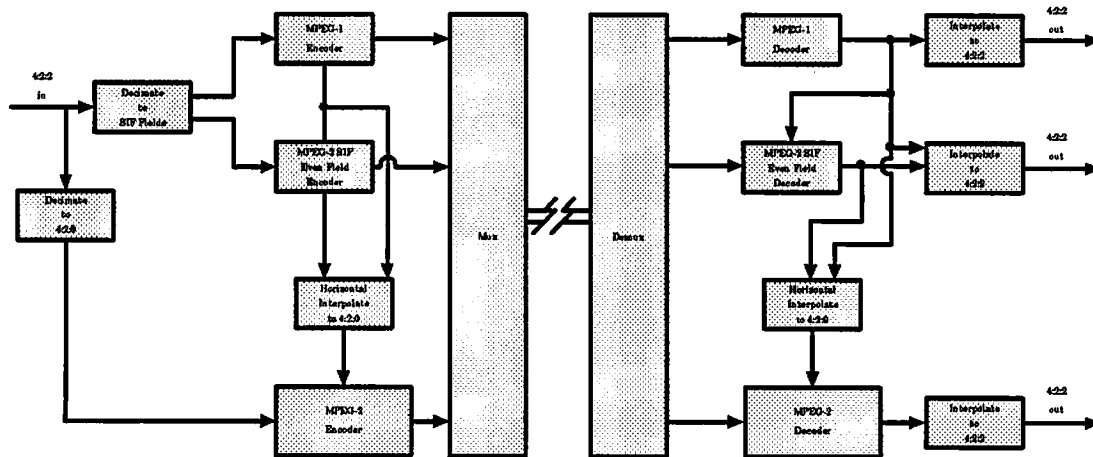 4:2:2
in
Decimate
to
SIF Fields
Decimate
to
4:2:0
MPEG-1
Encoder
MPEG-2 SIF
Even Field
Encoder
Horizontal
Interpolate
to 4:2:0
MPEG-2
Encoder
Mux
Demux
MPEG-1
Decoder
MPEG-2 SIF
Even Field
Decoder
Horizontal
Interpolate
to 4:2:0
MPEG-2
Decoder
Interpolate
to
4:2:2
4:2:2
out
Interpolate
to
4:2:2
out
Interpolate
to
4:2:2
4:2:2
out